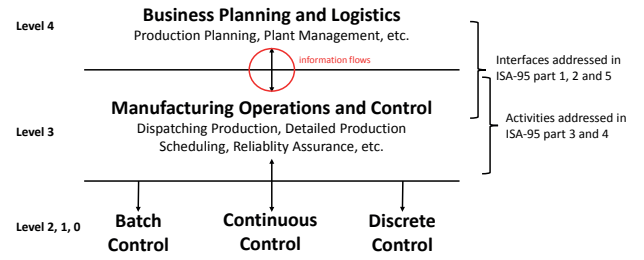 Level 4
Business Planning and Logistics
Production Planning, Plant Management, etc.
information flows
Interfaces addressed in
ISA-95 part 1, 2 and 5
Level 3
Manufacturing Operations and Control
Dispatching Production, Detailed Production
Scheduling, Reliablity Assurance, etc.
Activities addressed in
ISA-95 part 3 and 4
Level 2, 1, 0
Batch
Control
Continuous
Control
Discrete
Control